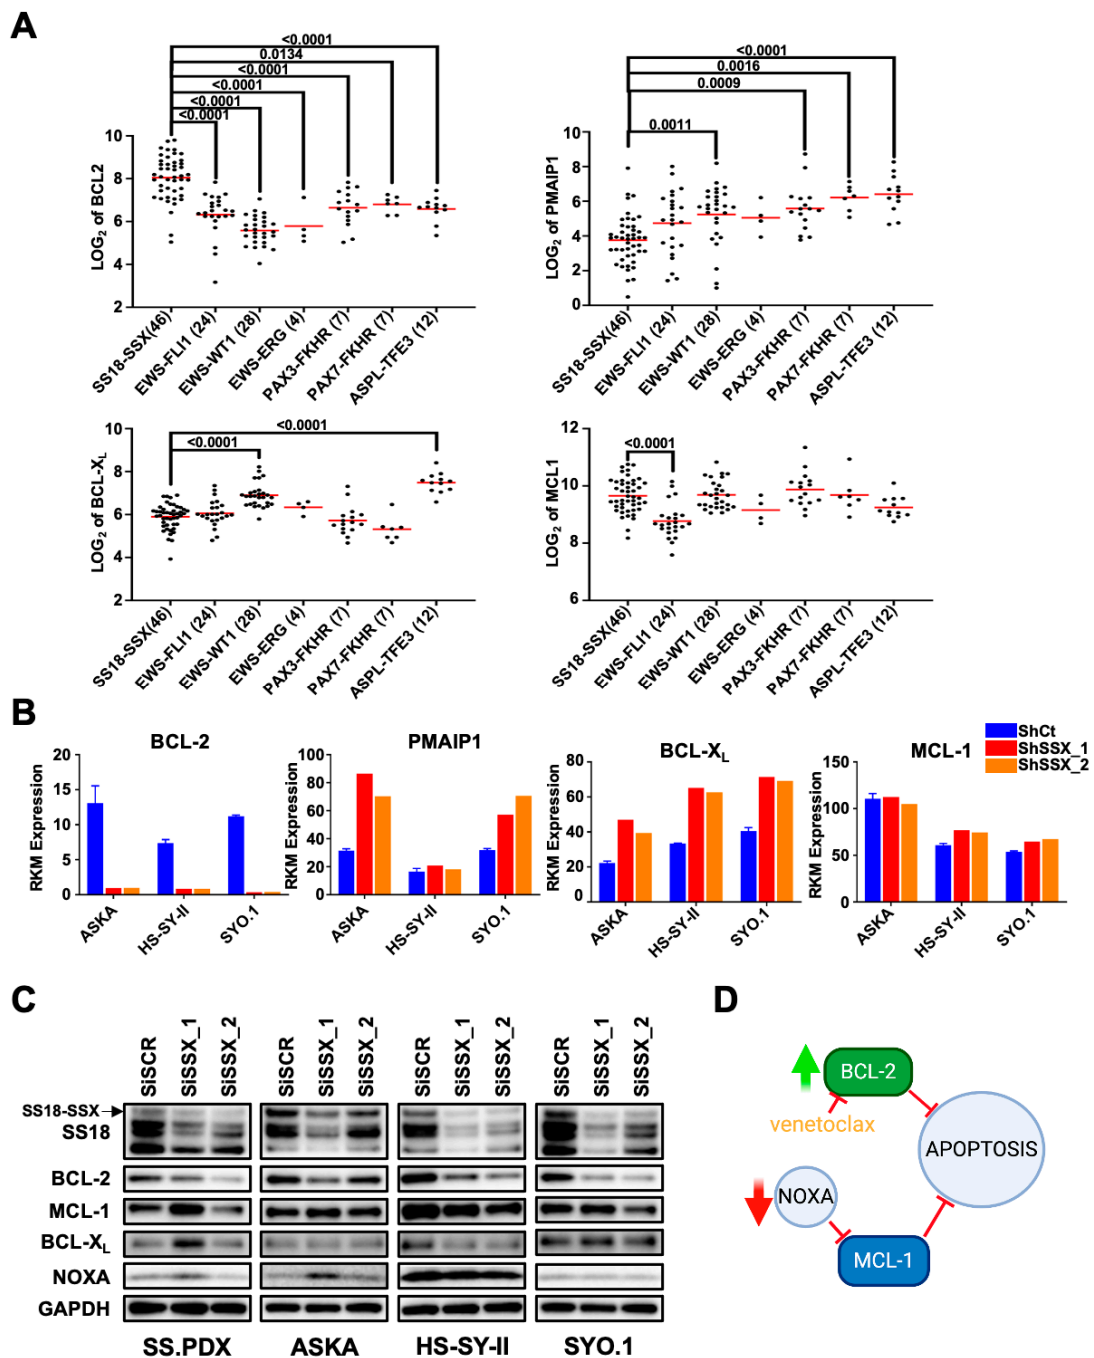 A
<0.0001
0.0134
<0.0001
<0.0001
<0.0001
<0.0001
LOG2 of BCL2
10
8
6
4
2
SS18-SSX(46)
EWS-FLI1 (24)
EWS-WT1 (28)
EWS-ERG (4)
PAX3-FKHR (7)
PAX7-FKHR (7)
ASPL-TFE3 (12)
<0.0001
0.0016
0.0009
0.0011
LOG2 of PMAIP1
10
8
6
4
2
0
SS18-SSX(46)
EWS-FLI1 (24)
EWS-WT1 (28)
EWS-ERG (4)
PAX3-FKHR (7)
PAX7-FKHR (7)
ASPL-TFE3 (12)
<0.0001
<0.0001
LOG2 of BCL-XL
10
8
6
4
2
SS18-SSX(46)
EWS-FLI1 (24)
EWS-WT1 (28)
EWS-ERG (4)
PAX3-FKHR (7)
PAX7-FKHR (7)
ASPL-TFE3 (12)
<0.0001
LOG2 of MCL1
12
10
8
6
SS18-SSX(46)
EWS-FLI1 (24)
EWS-WT1 (28)
EWS-ERG (4)
PAX3-FKHR (7)
PAX7-FKHR (7)
ASPL-TFE3 (12)
B
BCL-2
RKM Expression
20
15
10
5
0
ASKA
HS-SY-II
SYO.1
PMAIP1
RKM Expression
100
80
60
40
20
0
ASKA
HS-SY-II
SYO.1
BCL-XL
RKM Expression
80
60
40
20
0
ASKA
HS-SY-II
SYO.1
MCL-1
RKM Expression
150
100
50
0
ASKA
HS-SY-II
SYO.1
ShCt
ShSSX_1
ShSSX_2
C
SiSCR
SiSSX_1
SiSSX_2
SiSCR
SiSSX_1
SiSSX_2
SiSCR
SiSSX_1
SiSSX_2
SiSCR
SiSSX_1
SiSSX_2
SS18-SSX
SS18
BCL-2
MCL-1
BCL-XL
NOXA
GAPDH
SS.PDX
ASKA
HS-SY-II
SYO.1
D
BCL-2
venetoclax
APOPTOSIS
NOXA
MCL-1